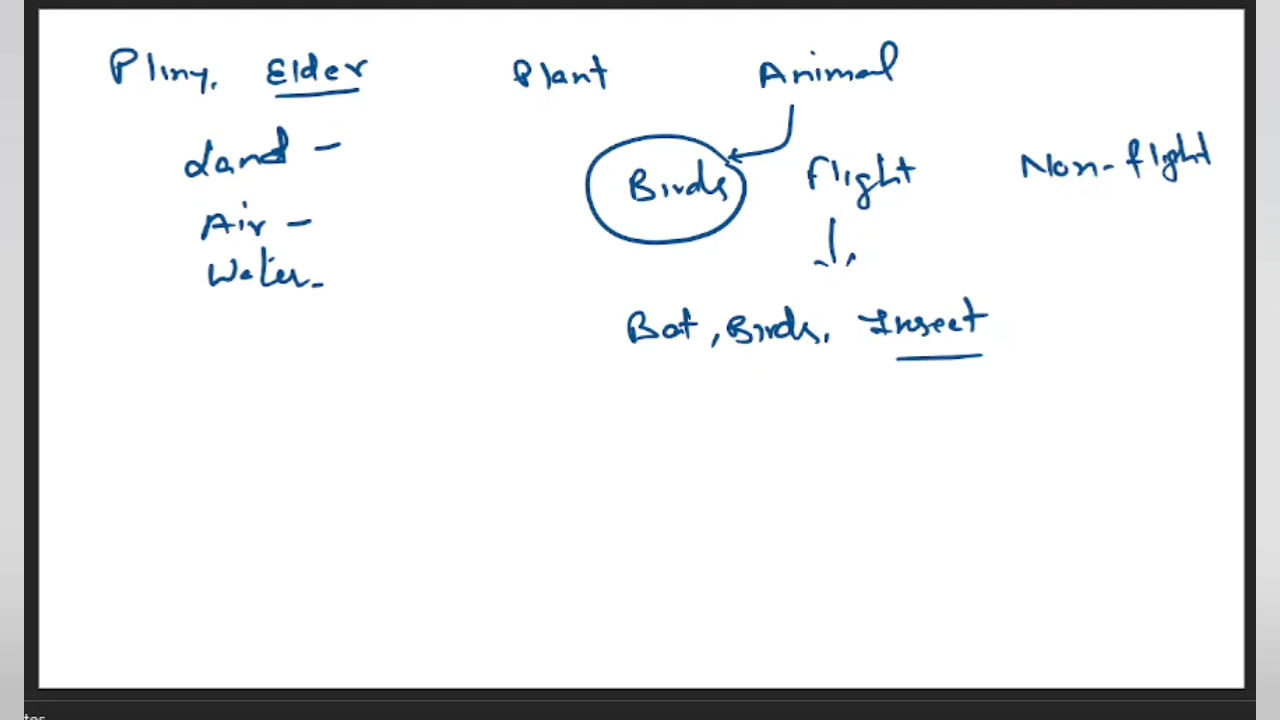 Pliny, Elder Plant Animal
Land - Birds flight Non-flight
Air -
Water -
Bat, Birds, Insect